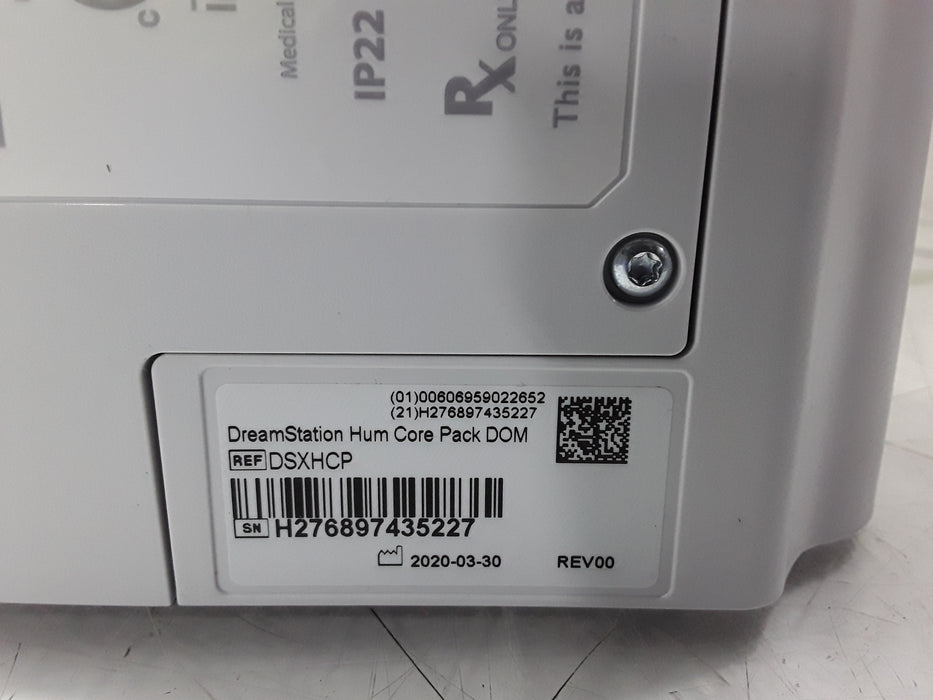 Medical
IP22
Rx ONL
This is a
(01)00606959022652
(21)H276897435227
DreamStation Hum Core Pack DOM
REF DSXHCP
SN H276897435227
2020-03-30 REV00